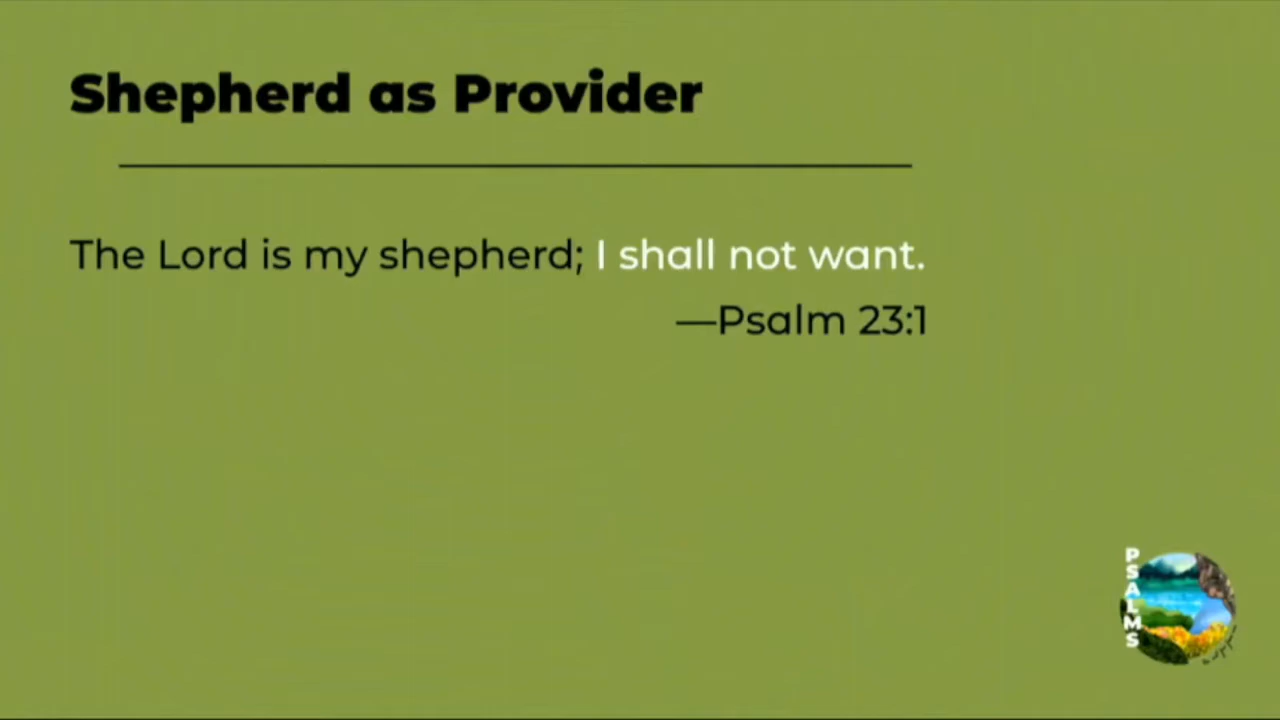 Shepherd as Provider
The Lord is my shepherd; I shall not want.
—Psalm 23:1
PSALMS